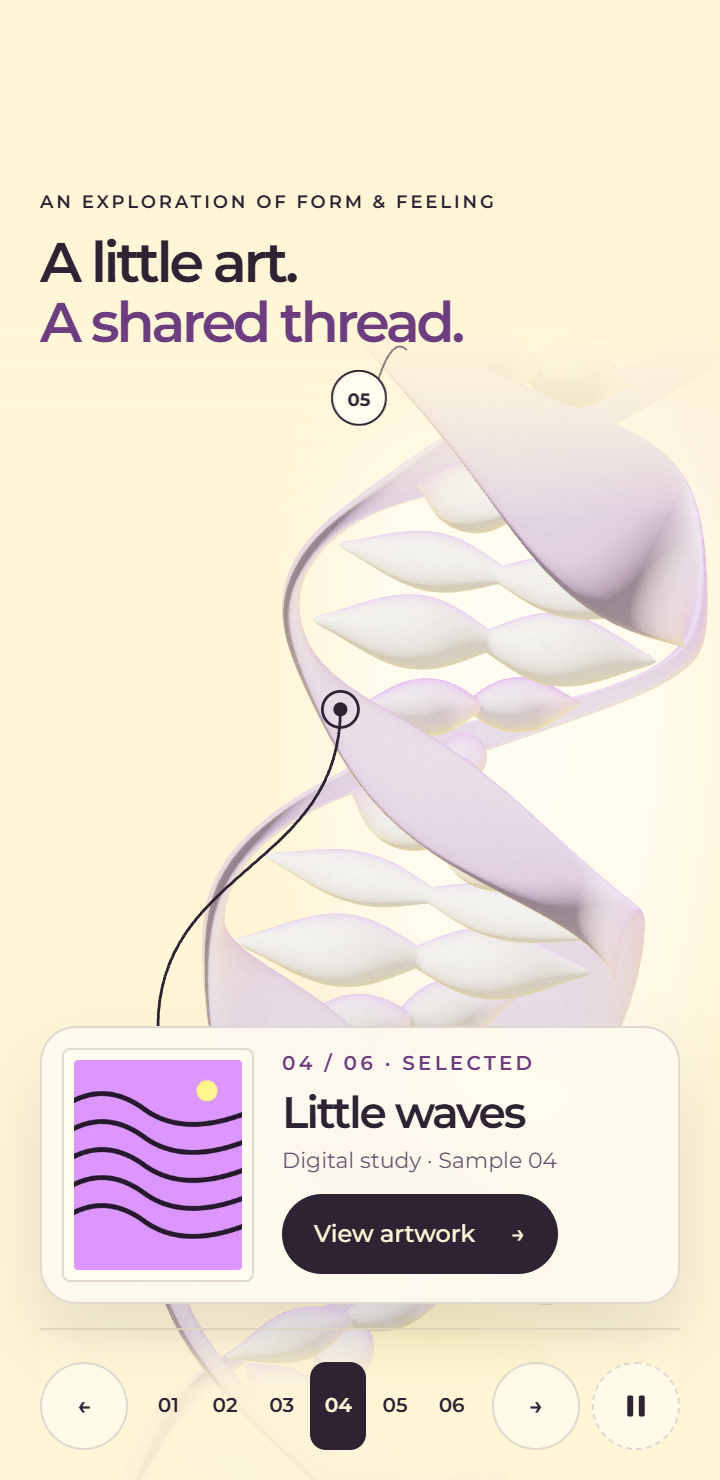 AN EXPLORATION OF FORM & FEELING
A little art.
A shared thread.
05
04 / 06 · SELECTED
Little waves
Digital study · Sample 04
View artwork →
← 01 02 03 04 05 06 →